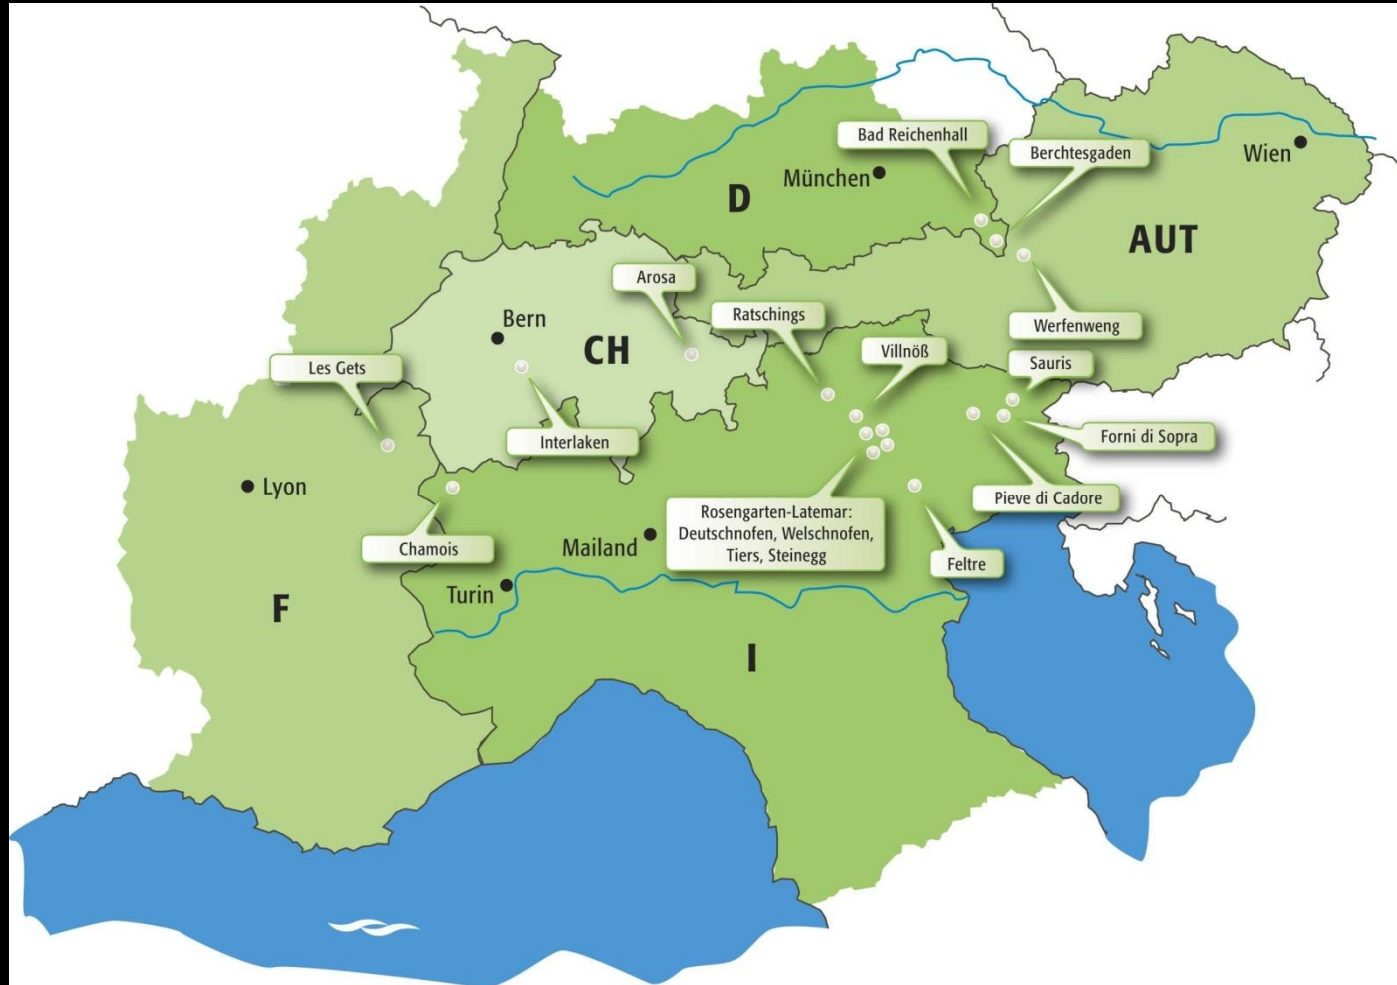 Bad Reichenhall
Berchtesgaden
Wien
München
D
AUT
Arosa
Ratschings
Bern
CH
Werfenweng
Villnöß
Sauris
Les Gets
Interlaken
Forni di Sopra
Lyon
Pieve di Cadore
Rosengarten-Latemar:
Deutschnofen, Welschnofen,
Tiers, Steinegg
Chamois
Mailand
Feltre
Turin
F
I